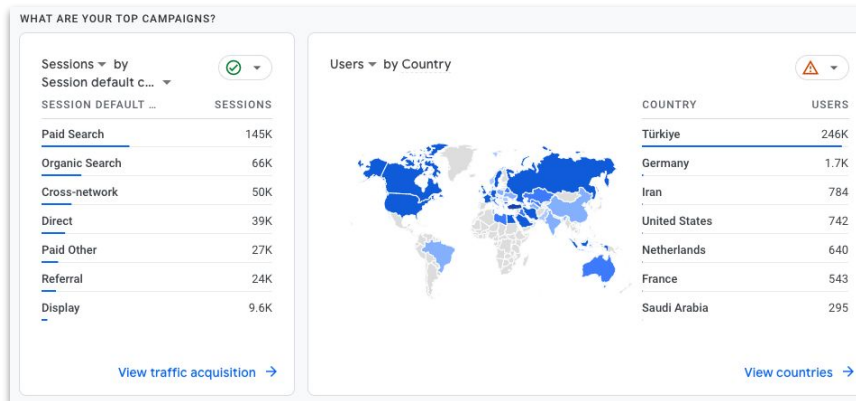 WHAT ARE YOUR TOP CAMPAIGNS?
Sessions by
Session default c...
SESSION DEFAULT ... SESSIONS
Paid Search 145K
Organic Search 66K
Cross-network 50K
Direct 39K
Paid Other 27K
Referral 24K
Display 9.6K
View traffic acquisition
Users by Country
COUNTRY USERS
Türkiye 246K
Germany 1.7K
Iran 784
United States 742
Netherlands 640
France 543
Saudi Arabia 295
View countries